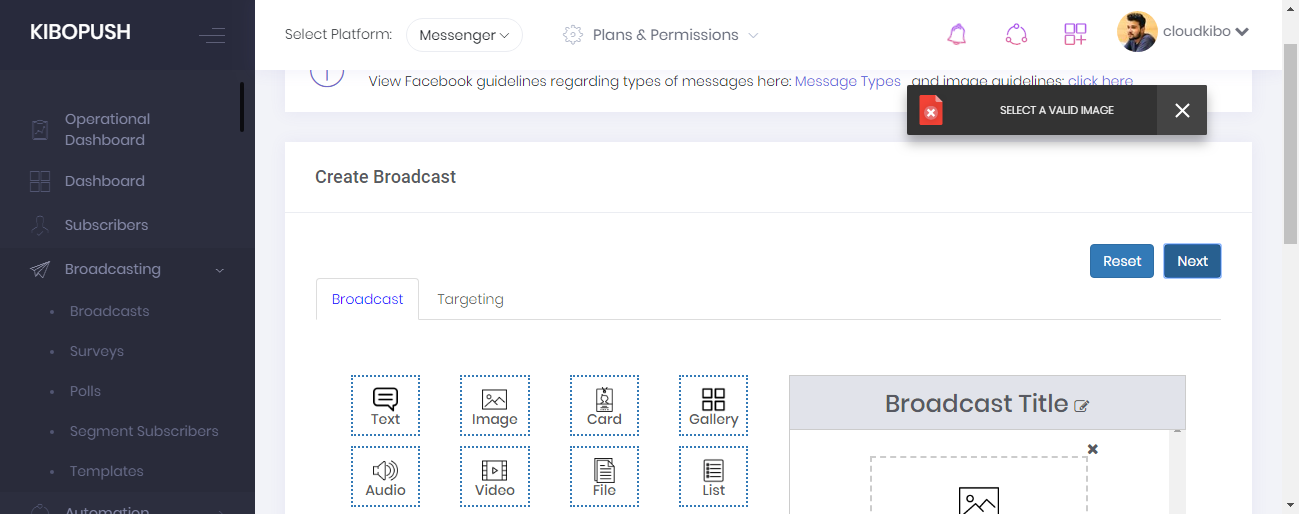 KIBOPUSH
Select Platform: Messenger Plans & Permissions cloudkibo
View Facebook guidelines regarding types of messages here: Message Types , and image guidelines: click here
SELECT A VALID IMAGE
Operational
Dashboard
Dashboard
Subscribers
Broadcasting
Broadcasts
Surveys
Polls
Segment Subscribers
Templates
Automation
Create Broadcast
Reset Next
Broadcast Targeting
Text Image Card Gallery
Audio Video File List
Broadcast Title